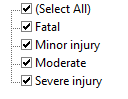 (Select All)
Fatal
Minor injury
Moderate
Severe injury